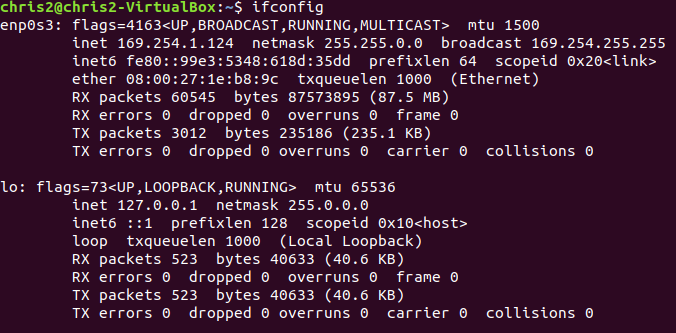 chris2@chris2-VirtualBox:~$ ifconfig
enp0s3: flags=4163<UP,BROADCAST,RUNNING,MULTICAST>  mtu 1500
        inet 169.254.1.124  netmask 255.255.0.0  broadcast 169.254.255.255
        inet6 fe80::99e3:5348:618d:35dd  prefixlen 64  scopeid 0x20<link>
        ether 08:00:27:1e:b8:9c  txqueuelen 1000  (Ethernet)
        RX packets 60545  bytes 87573895 (87.5 MB)
        RX errors 0  dropped 0  overruns 0  frame 0
        TX packets 3012  bytes 235186 (235.1 KB)
        TX errors 0  dropped 0 overruns 0  carrier 0  collisions 0

lo: flags=73<UP,LOOPBACK,RUNNING>  mtu 65536
        inet 127.0.0.1  netmask 255.0.0.0
        inet6 ::1  prefixlen 128  scopeid 0x10<host>
        loop  txqueuelen 1000  (Local Loopback)
        RX packets 523  bytes 40633 (40.6 KB)
        RX errors 0  dropped 0  overruns 0  frame 0
        TX packets 523  bytes 40633 (40.6 KB)
        TX errors 0  dropped 0 overruns 0  carrier 0  collisions 0